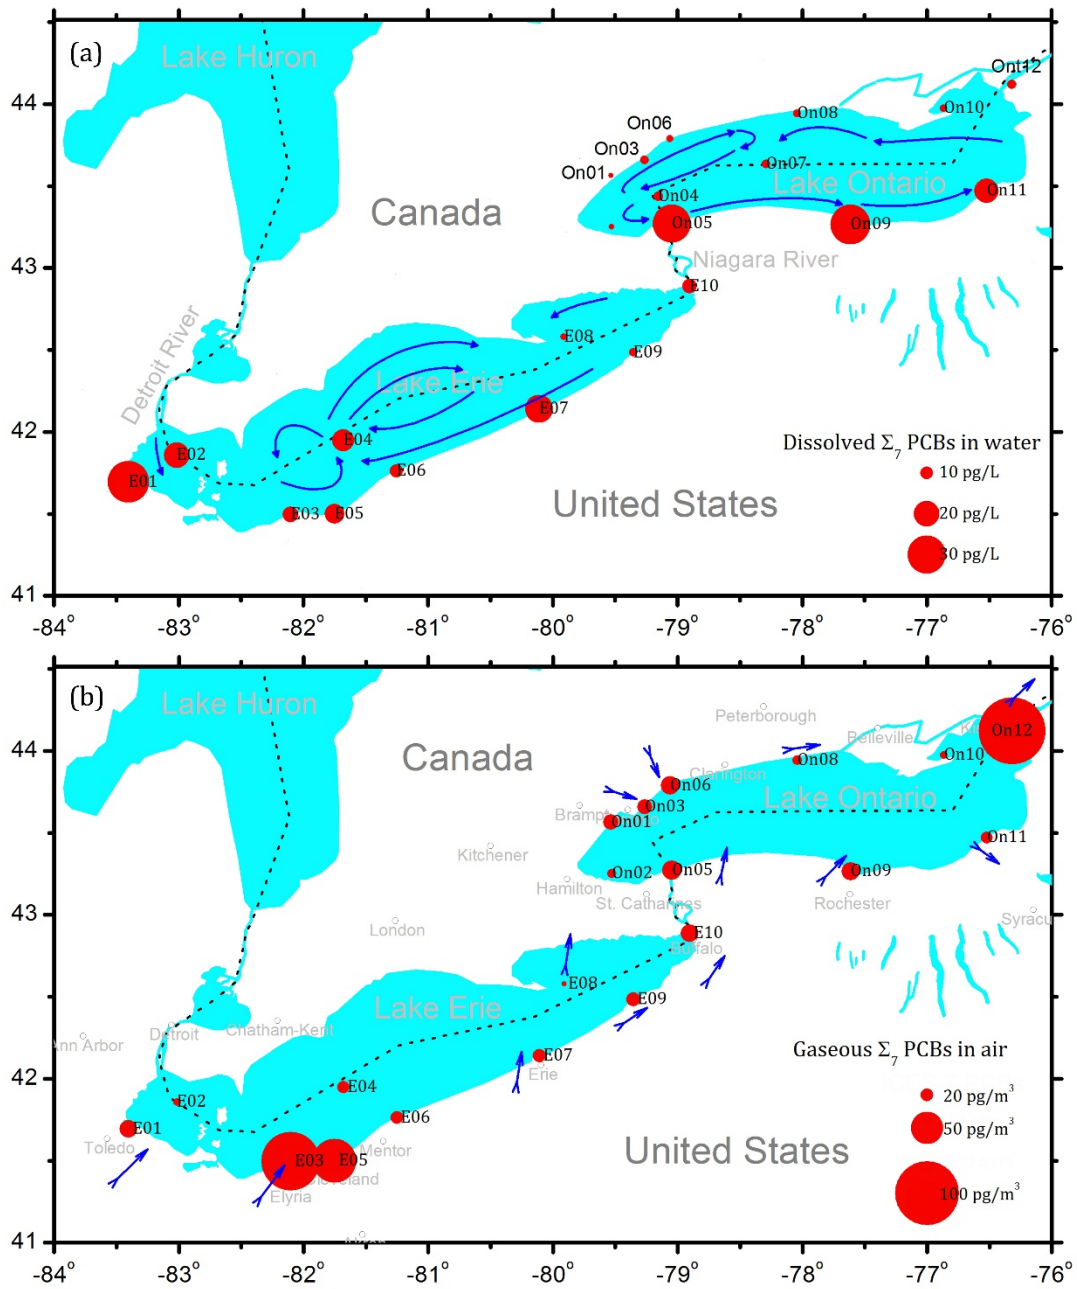 (a)
Lake Huron
44
Ont12
On10
On08
On06
On03
On01
On07
Lake Ontario
On11
On04
On05
On09
Canada
43
Niagara River
E10
Detroit River
E08
E09
Lake Erie
E07
42
E04
E02
E06
E01
E03
E05
United States
Dissolved Σ7 PCBs in water
10 pg/L
20 pg/L
30 pg/L
41
-84° -83° -82° -81° -80° -79° -78° -77° -76°
(b)
Lake Huron
Peterborough
Belleville
On12
44
Canada
On08
On10
Clarington
On06
Lake Ontario
On03
Brampt
On01
On11
Kitchener
On02
On05
On09
Hamilton
St. Catharines
Rochester
Syracu
43
London
E10
E08
E09
Lake Erie
Detroit
Chatham-Kent
nn Arbor
42
E07
Erie
E04
E02
E06
E01
Toledo
Mentor
E03
E05
Elyria
United States
Gaseous Σ7 PCBs in air
20 pg/m³
50 pg/m³
100 pg/m³
41
-84° -83° -82° -81° -80° -79° -78° -77° -76°